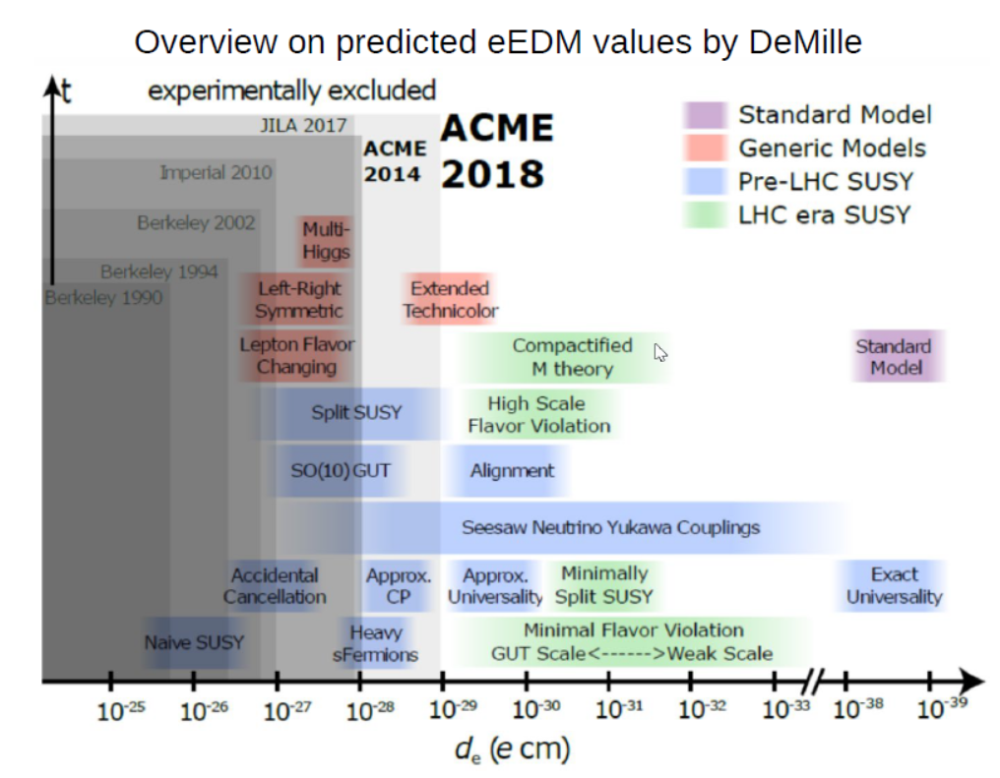 Overview on predicted eEDM values by DeMille
t
experimentally excluded
JILA 2017
ACME
2014
ACME
2018
Imperial 2010
Berkeley 2002
Berkeley 1994
Berkeley 1990
Standard Model
Generic Models
Pre-LHC SUSY
LHC era SUSY
Multi-
Higgs
Left-Right
Symmetric
Extended
Technicolor
Lepton Flavor
Changing
Compactified
M theory
Standard
Model
Split SUSY
High Scale
Flavor Violation
SO(10) GUT
Alignment
Seesaw Neutrino Yukawa Couplings
Accidental
Cancellation
Approx.
CP
Approx.
Universality
Minimally
Split SUSY
Exact
Universality
Naive SUSY
Heavy
sFermions
Minimal Flavor Violation
GUT Scale<------>Weak Scale
10⁻²⁵ 10⁻²⁶ 10⁻²⁷ 10⁻²⁸ 10⁻²⁹ 10⁻³⁰ 10⁻³¹ 10⁻³² 10⁻³³ 10⁻³⁸ 10⁻³⁹
dₑ (e cm)